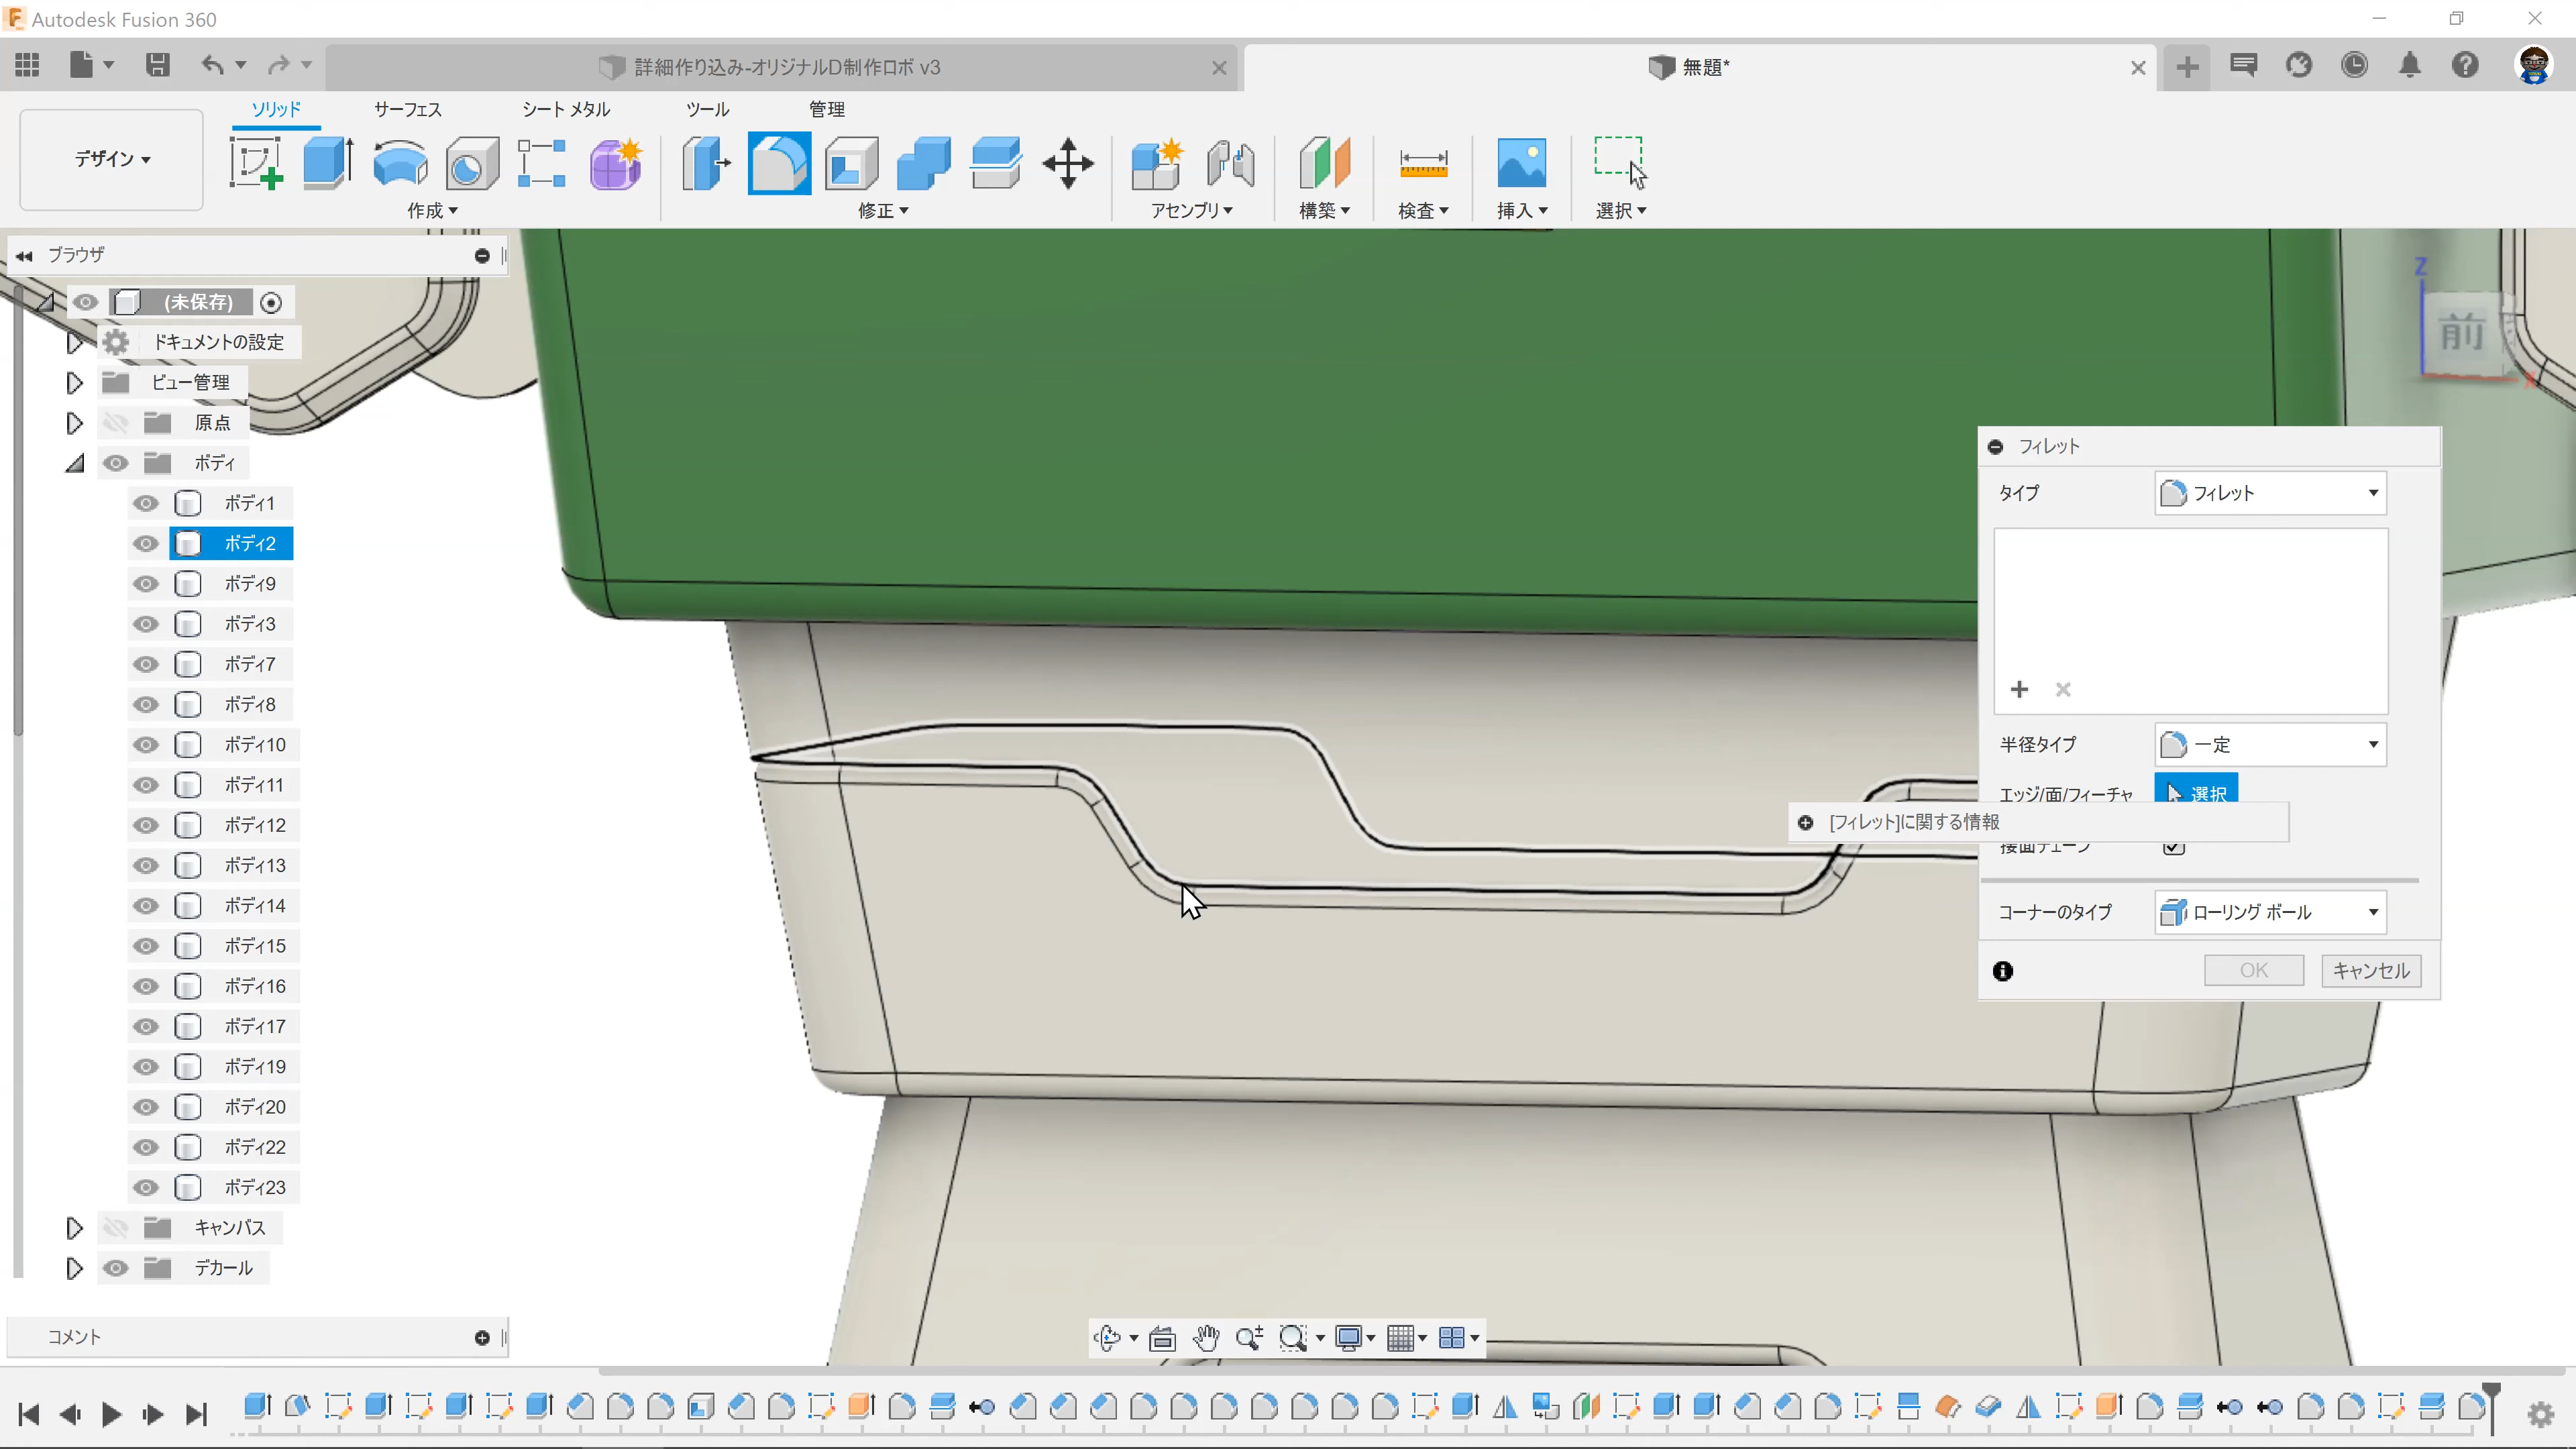 Autodesk Fusion 360
詳細作り込み-オリジナルD制作ロボ v3
無題*
ソリッド
サーフェス
シート メタル
ツール
管理
デザイン
作成
修正
アセンブリ
構築
検査
挿入
選択
ブラウザ
(未保存)
ドキュメントの設定
ビュー管理
原点
ボディ
ボディ1
ボディ2
ボディ9
ボディ3
ボディ7
ボディ8
ボディ10
ボディ11
ボディ12
ボディ13
ボディ14
ボディ15
ボディ16
ボディ17
ボディ19
ボディ20
ボディ22
ボディ23
キャンバス
デカール
コメント
Z
前
X
フィレット
タイプ
フィレット
半径タイプ
一定
エッジ/面/フィーチャ
選択
[フィレット]に関する情報
接面チェーン
コーナーのタイプ
ローリング ボール
OK
キャンセル